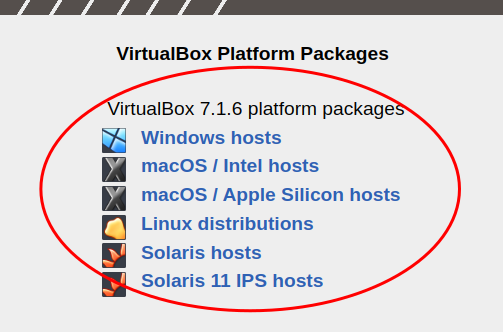 VirtualBox Platform Packages
VirtualBox 7.1.6 platform packages
Windows hosts
macOS / Intel hosts
macOS / Apple Silicon hosts
Linux distributions
Solaris hosts
Solaris 11 IPS hosts